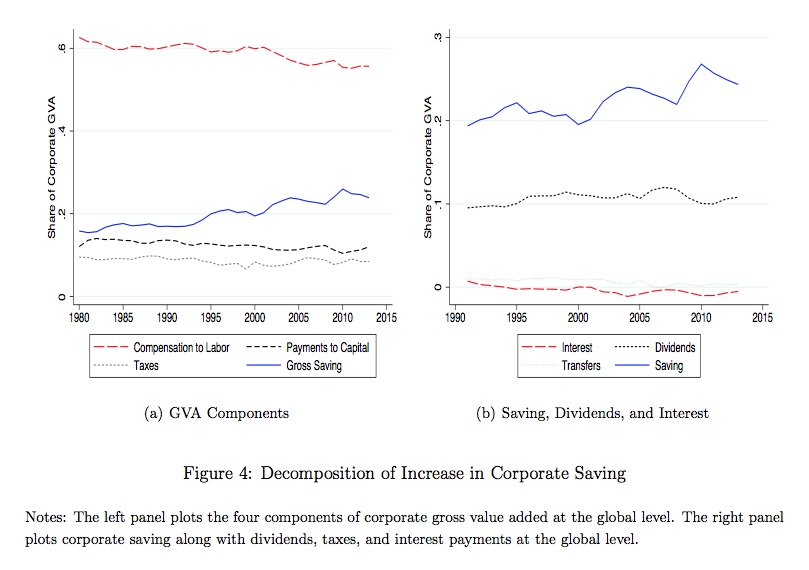 Share of Corporate GVA
.6
.4
.2
0
1980 1985 1990 1995 2000 2005 2010 2015
Compensation to Labor Payments to Capital
Taxes Gross Saving
(a) GVA Components
Share of Corporate GVA
.3
.2
.1
0
1990 1995 2000 2005 2010 2015
Interest Dividends
Transfers Saving
(b) Saving, Dividends, and Interest
Figure 4: Decomposition of Increase in Corporate Saving
Notes: The left panel plots the four components of corporate gross value added at the global level. The right panel
plots corporate saving along with dividends, taxes, and interest payments at the global level.